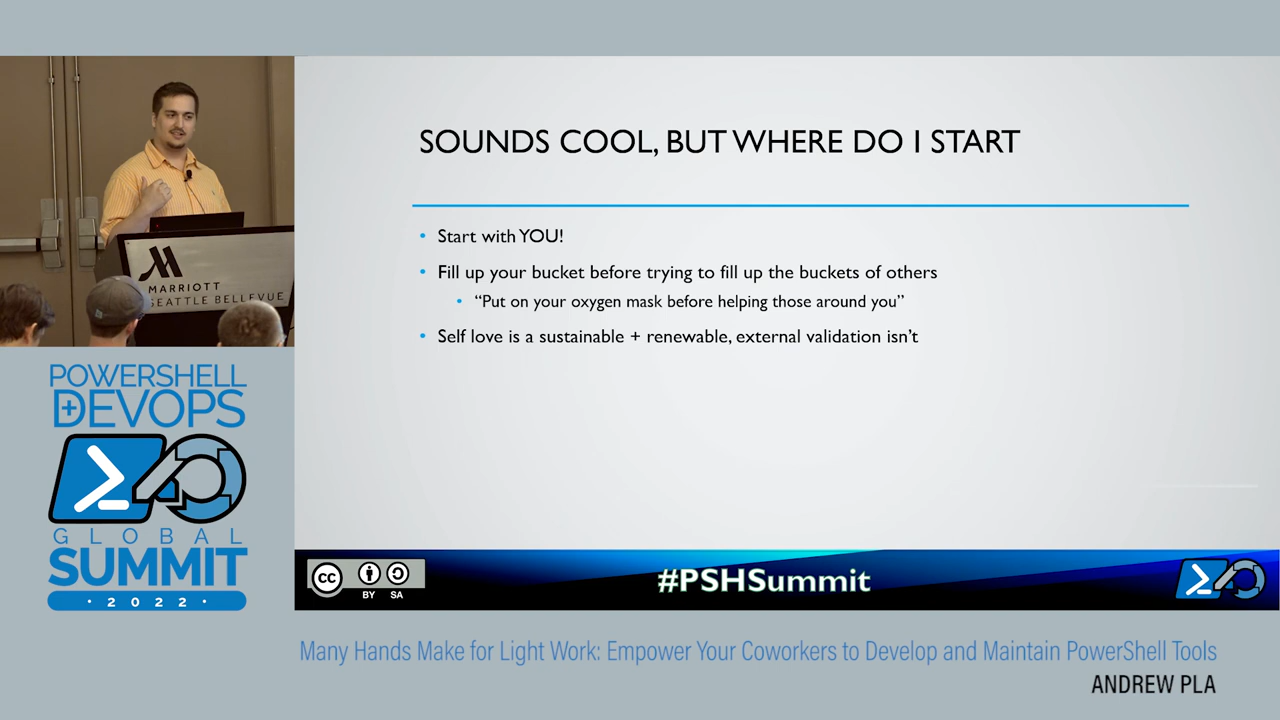 SOUNDS COOL, BUT WHERE DO I START
• Start with YOU!
• Fill up your bucket before trying to fill up the buckets of others
• “Put on your oxygen mask before helping those around you”
• Self love is a sustainable + renewable, external validation isn’t
MARRIOTT
SEATTLE BELLEVUE
POWERSHELL
+DEVOPS
GLOBAL
SUMMIT
· 2022 ·
CC
BY SA
#PSHSummit
Many Hands Make for Light Work: Empower Your Coworkers to Develop and Maintain PowerShell Tools
ANDREW PLA